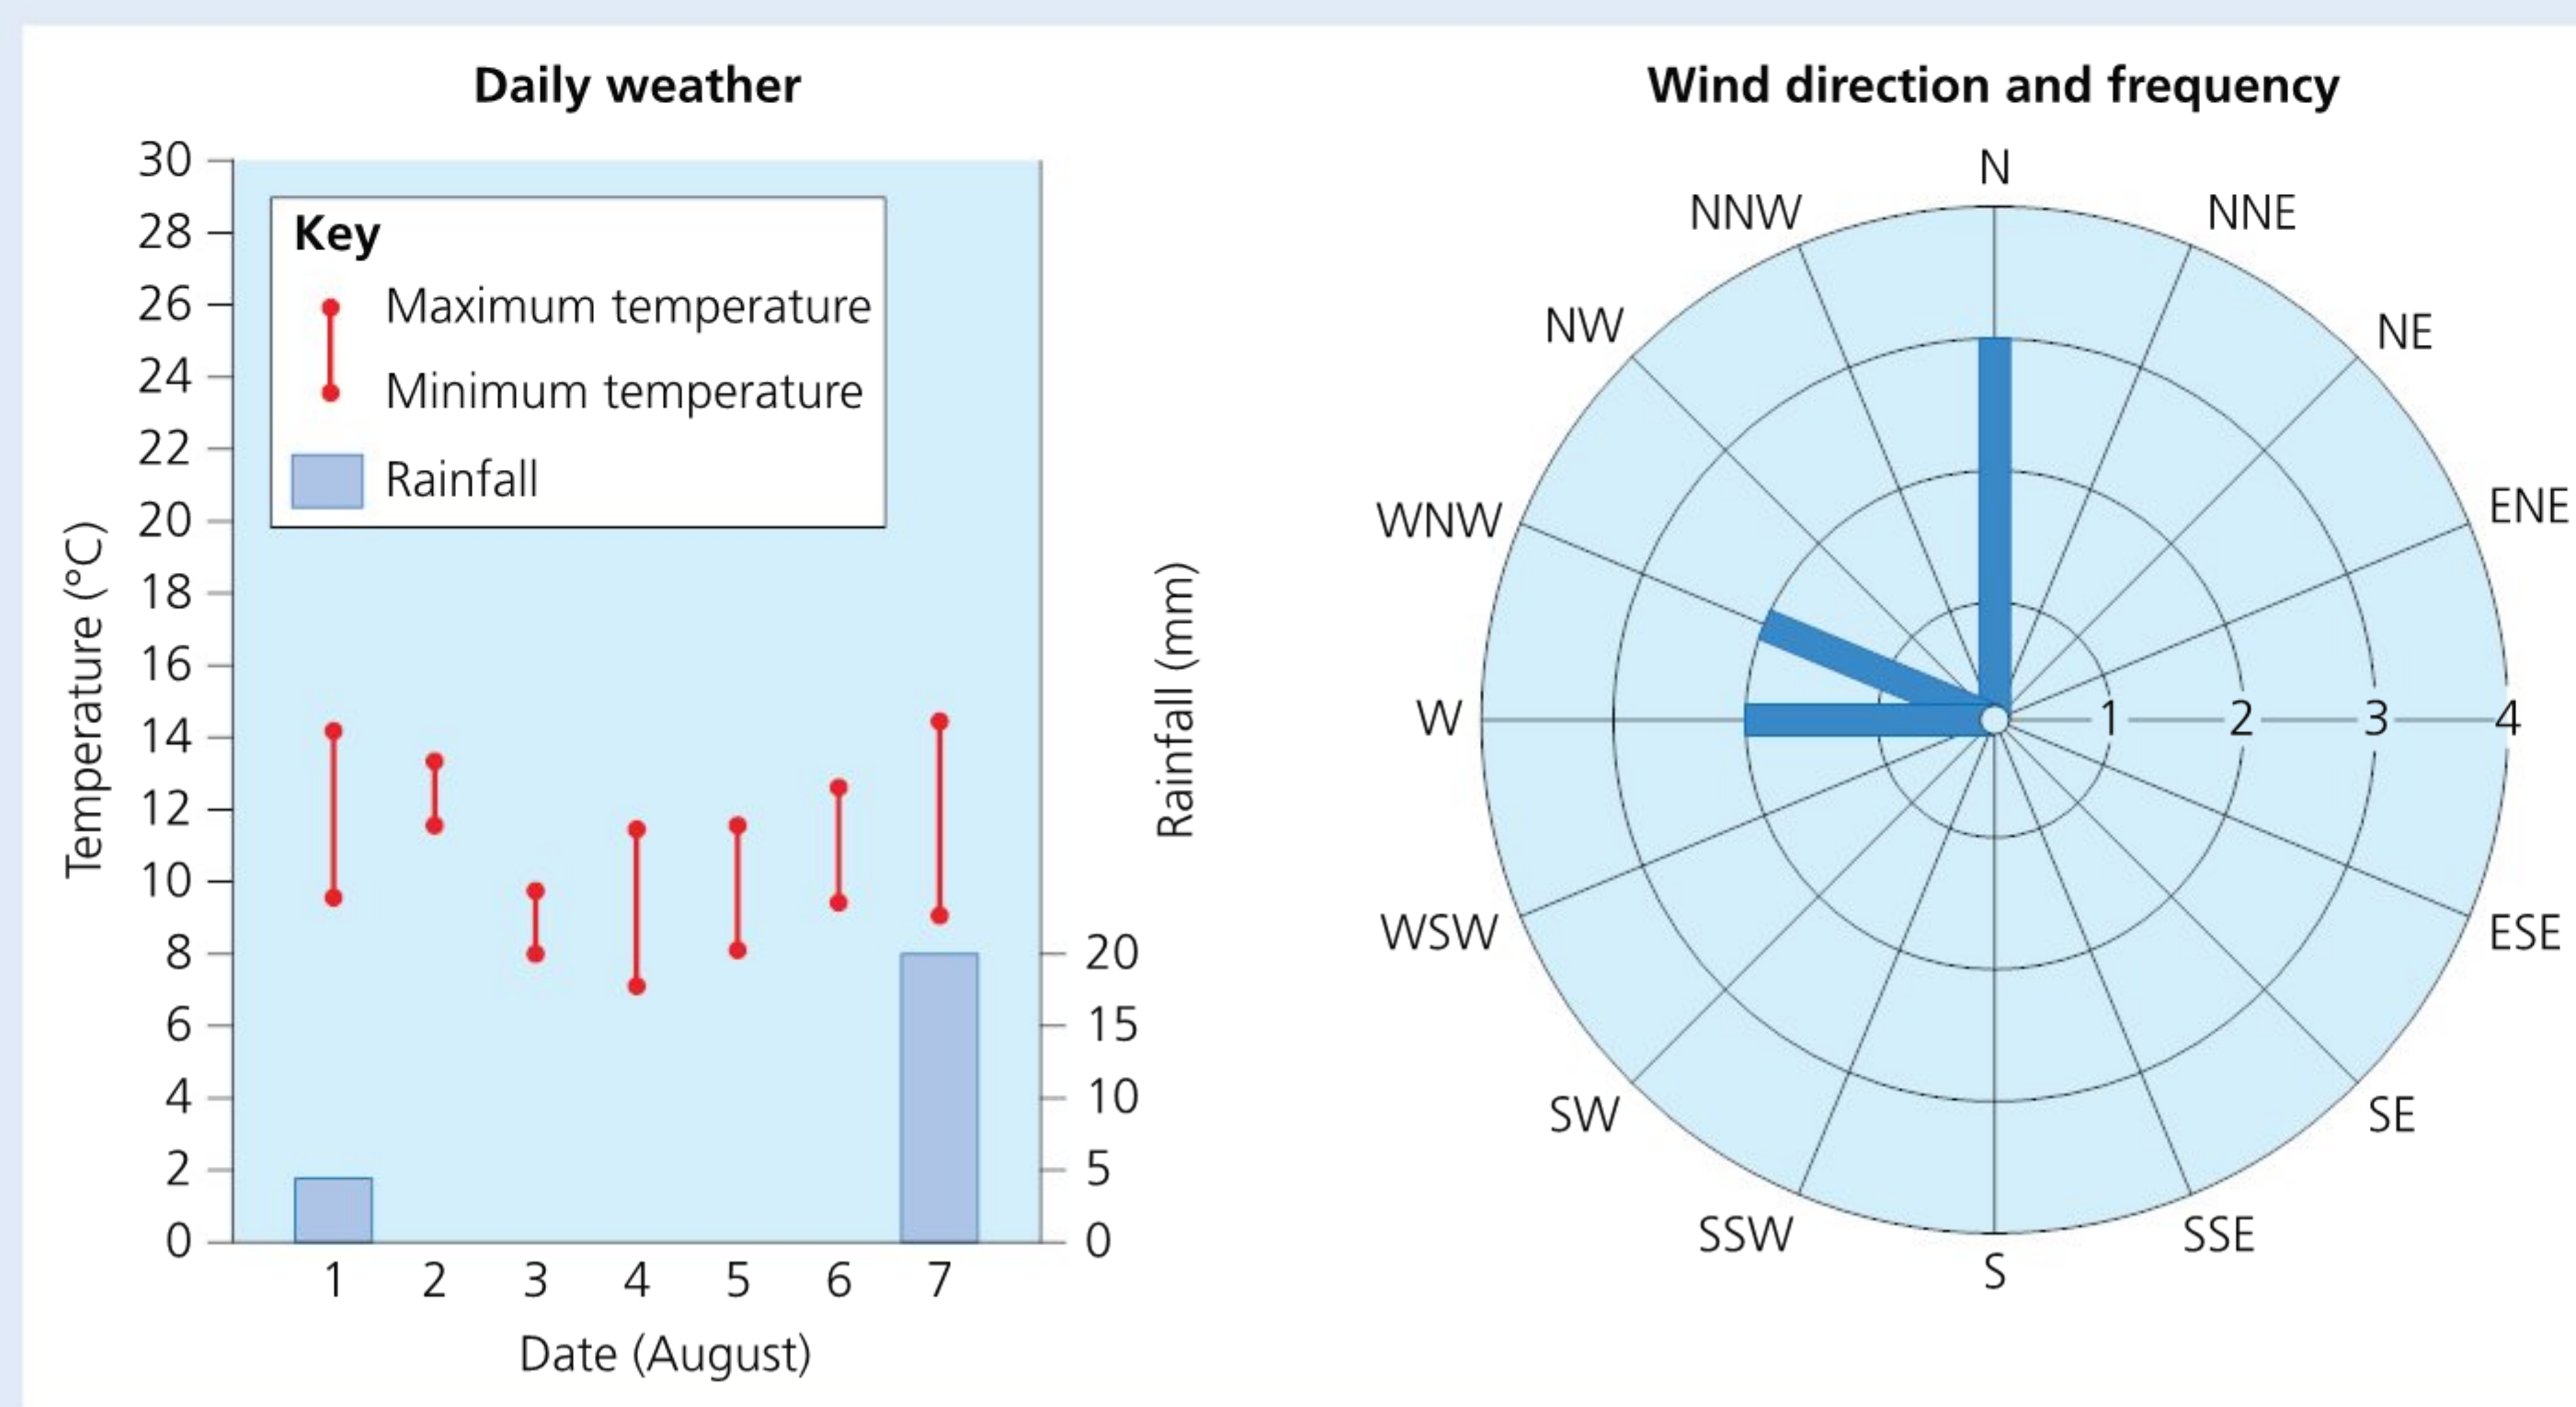 Daily weather
30
28
26
24
22
20
18
16
14
12
10
8
6
4
2
0
Temperature (°C)
Key
Maximum temperature
Minimum temperature
Rainfall
Rainfall (mm)
20
15
10
5
0
1 2 3 4 5 6 7
Date (August)
Wind direction and frequency
N
NNW NNE
NW NE
WNW ENE
W 1 2 3 4
WSW ESE
SW SE
SSW SSE
S